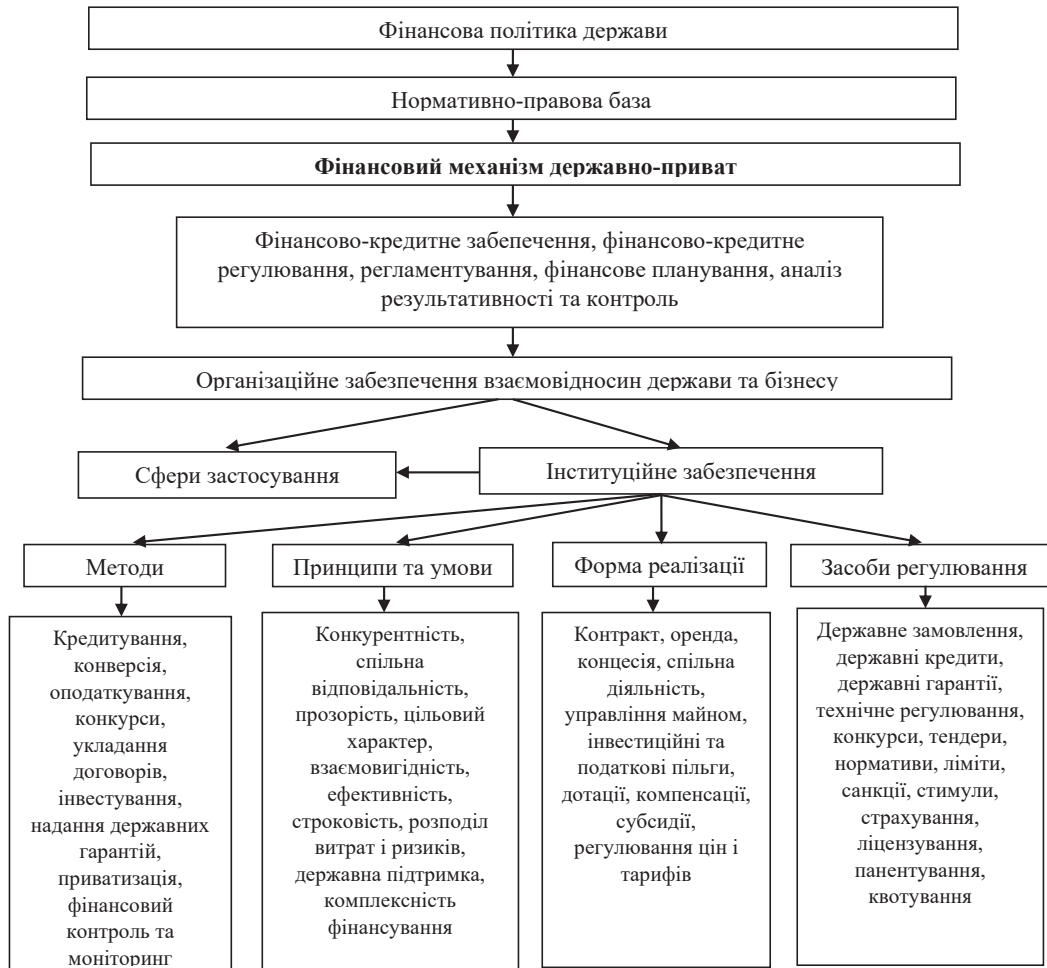 Фінансова політика держави
Нормативно-правова база
Фінансовий механізм державно-приват
Фінансово-кредитне забепечення, фінансово-кредитне
регулювання, регламентування, фінансове планування, аналіз
результативності та контроль
Організаційне забезпечення взаємовідносин держави та бізнесу
Сфери застосування
Інституційне забезпечення
Методи
Принципи та умови
Форма реалізації
Засоби регулювання
Кредитування,
конверсія,
оподаткування,
конкурси,
укладання
договорів,
інвестування,
надання державних
гарантій,
приватизація,
фінансовий
контроль та
моніторинг
Конкурентність,
спільна
відповідальність,
прозорість, цільовий
характер,
взаємовигідність,
ефективність,
строковість, розподіл
витрат і ризиків,
державна підтримка,
комплексність
фінансування
Контракт, оренда,
концесія, спільна
діяльність,
управління майном,
інвестиційні та
податкові пільги,
дотації, компенсації,
субсидії,
регулювання цін і
тарифів
Державне замовлення,
державні кредити,
державні гарантії,
технічне регулювання,
конкурси, тендери,
нормативи, ліміти,
санкції, стимули,
страхування,
ліцензування,
панентування,
квотування